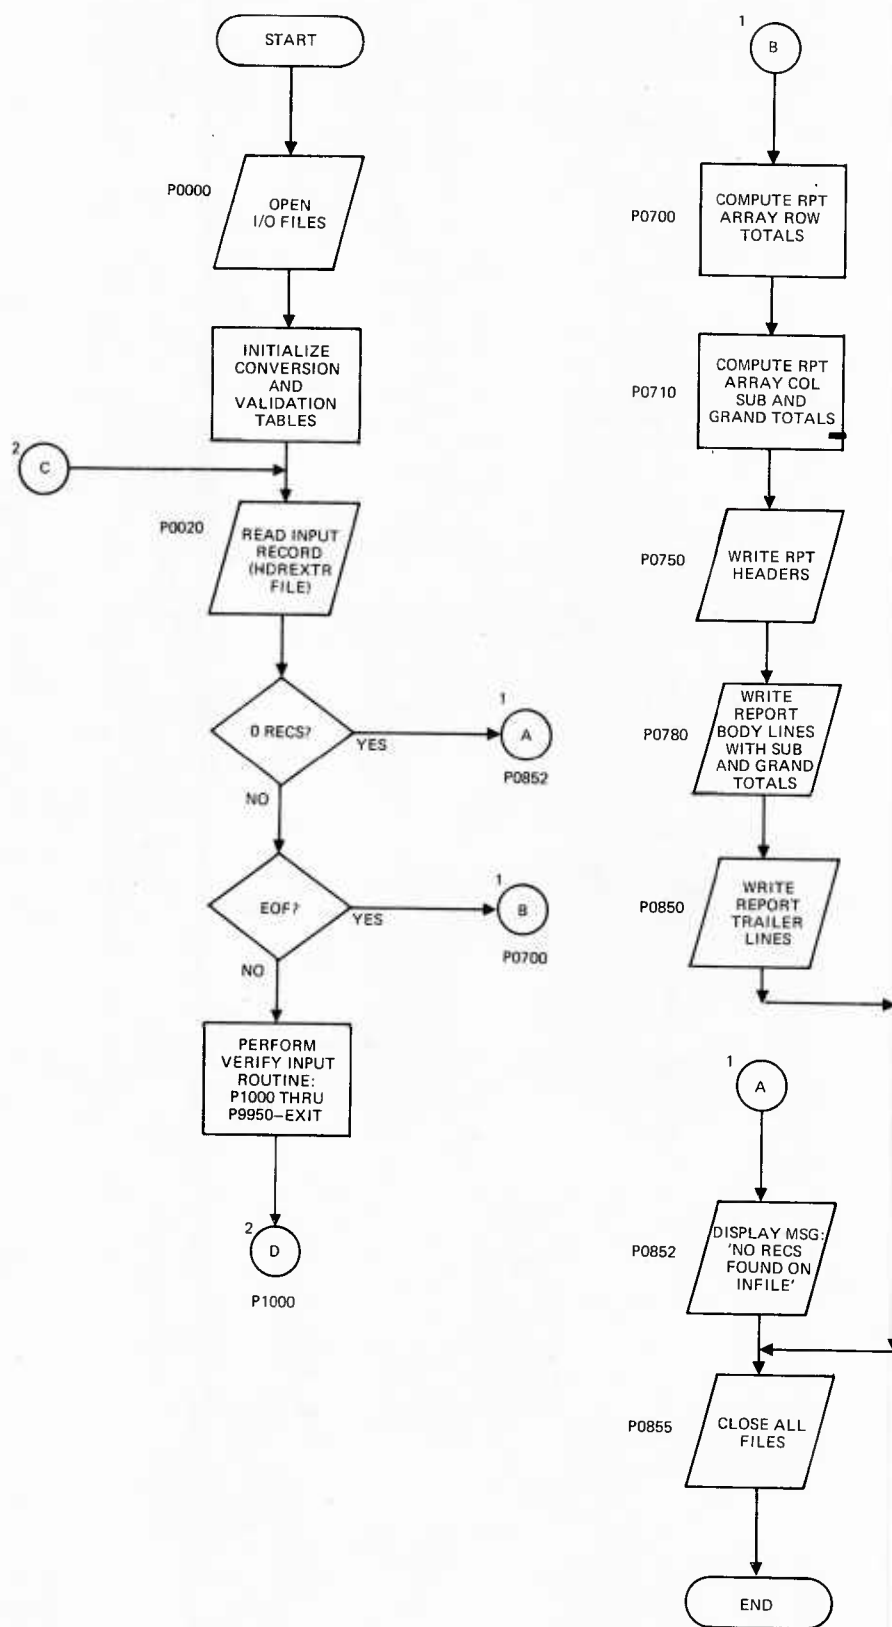 START
P0000
OPEN
I/O FILES
INITIALIZE
CONVERSION
AND
VALIDATION
TABLES
2
C
P0020
READ INPUT
RECORD
(HDREXTR
FILE)
0 RECS?
YES
1
A
P0852
NO
EOF?
YES
1
B
P0700
NO
PERFORM
VERIFY INPUT
ROUTINE:
P1000 THRU
P9950-EXIT
2
D
P1000
1
B
P0700
COMPUTE RPT
ARRAY ROW
TOTALS
P0710
COMPUTE RPT
ARRAY COL
SUB AND
GRAND TOTALS
P0750
WRITE RPT
HEADERS
P0780
WRITE
REPORT
BODY LINES
WITH SUB
AND GRAND
TOTALS
P0850
WRITE
REPORT
TRAILER
LINES
1
A
P0852
DISPLAY MSG:
'NO RECS
FOUND ON
INFILE'
P0855
CLOSE ALL
FILES
END